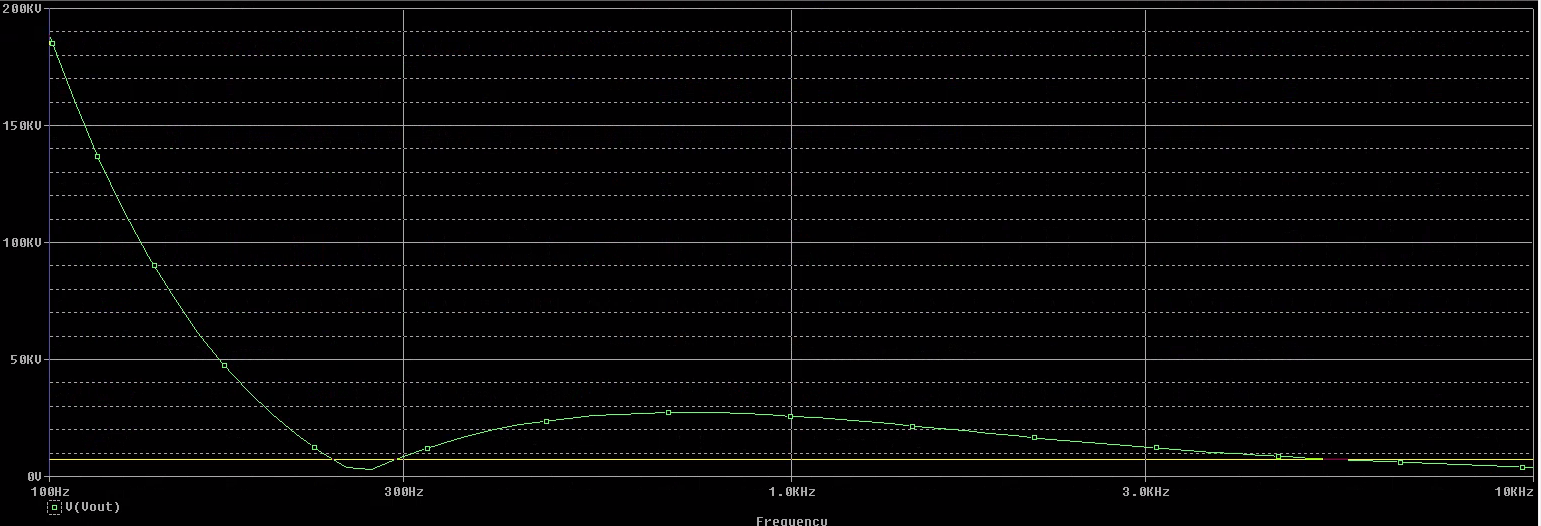 200KV
150KV
100KV
50KV
0V
100Hz 300Hz 1.0KHz 3.0KHz 10KHz
V(Vout)
Frequency